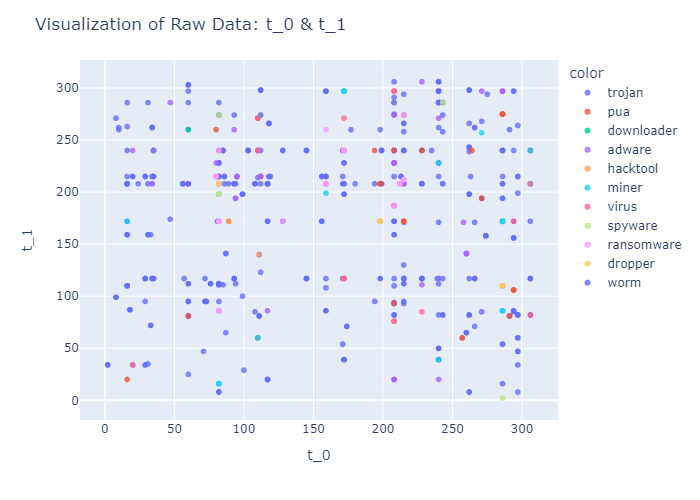 Visualization of Raw Data: t_0 & t_1
color
trojan
pua
downloader
adware
hacktool
miner
virus
spyware
ransomware
dropper
worm
300
250
200
150
100
50
0
t_1
0 50 100 150 200 250 300
t_0